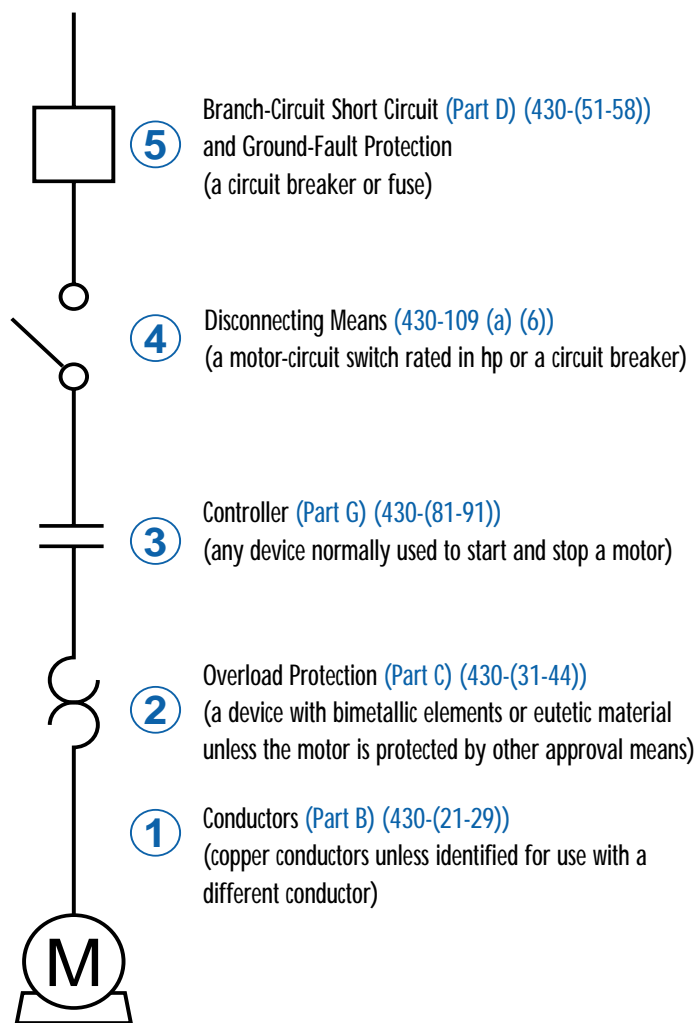 5
Branch-Circuit Short Circuit (Part D) (430-(51-58))
and Ground-Fault Protection
(a circuit breaker or fuse)
4
Disconnecting Means (430-109 (a) (6))
(a motor-circuit switch rated in hp or a circuit breaker)
3
Controller (Part G) (430-(81-91))
(any device normally used to start and stop a motor)
2
Overload Protection (Part C) (430-(31-44))
(a device with bimetallic elements or eutetic material
unless the motor is protected by other approval means)
1
Conductors (Part B) (430-(21-29))
(copper conductors unless identified for use with a
different conductor)
M